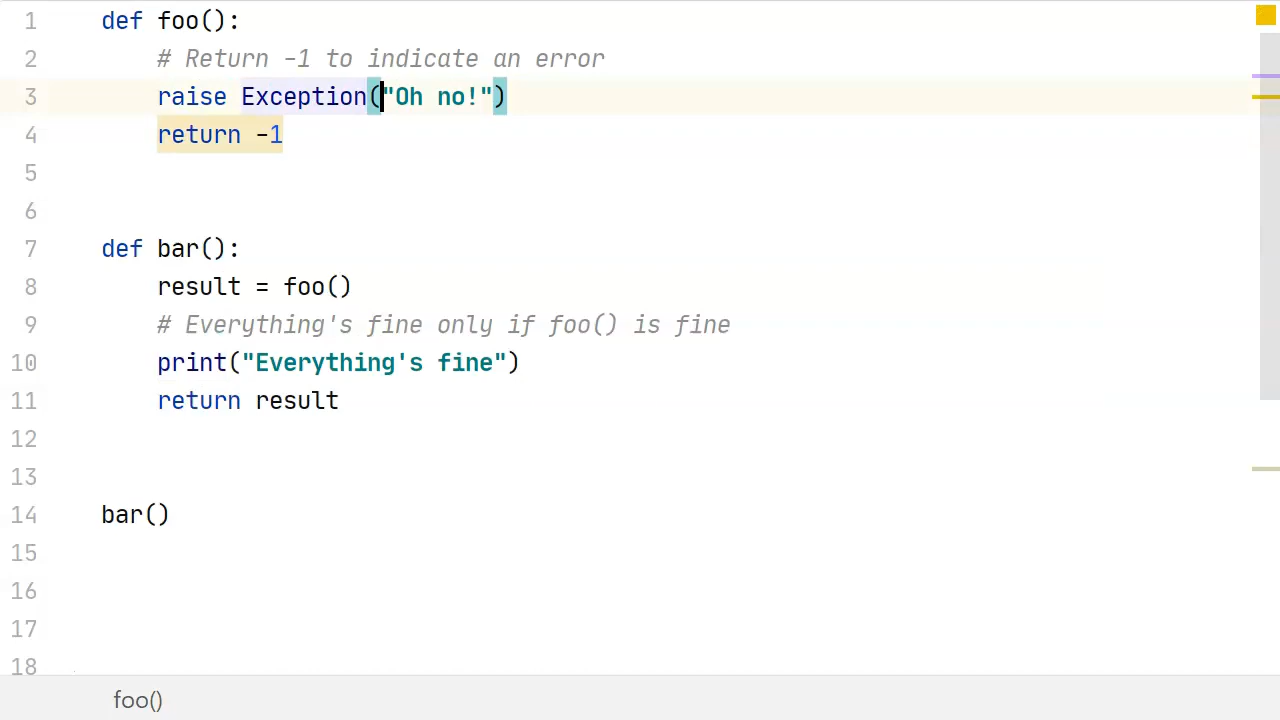 1 def foo():
2 # Return -1 to indicate an error
3 raise Exception("Oh no!")
4 return -1
5
6
7 def bar():
8 result = foo()
9 # Everything's fine only if foo() is fine
10 print("Everything's fine")
11 return result
12
13
14 bar()
15
16
17
18
foo()